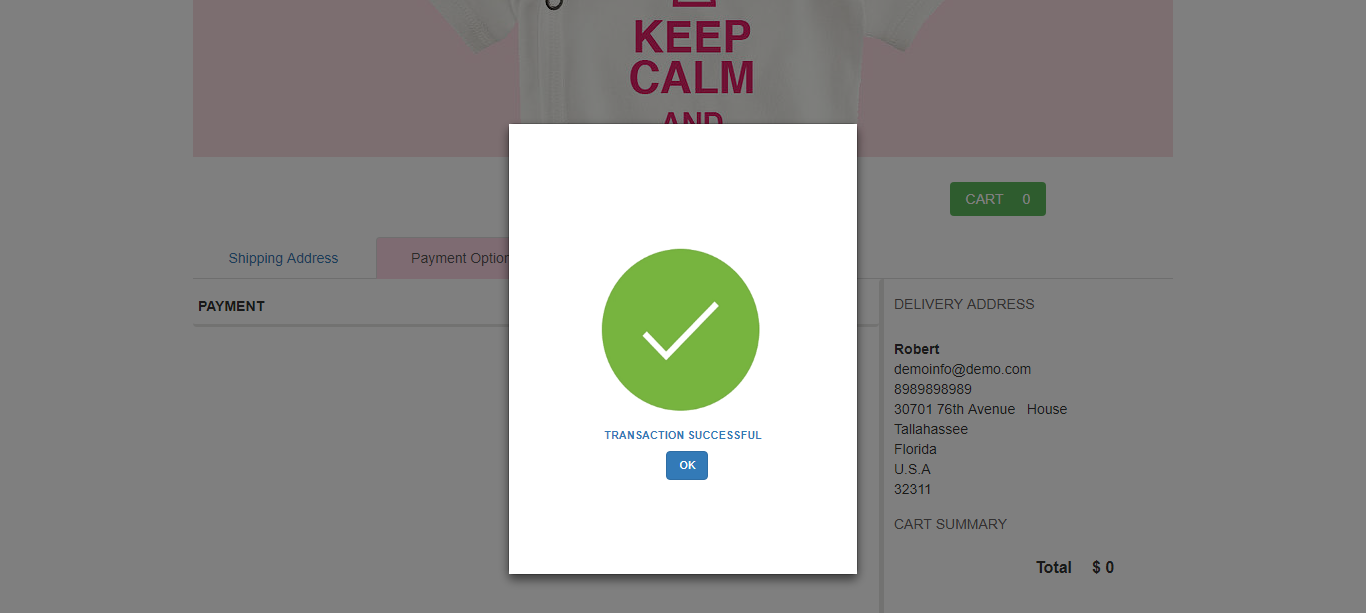 KEEP
CALM
AND
CART 0
Shipping Address
Payment Option
PAYMENT
TRANSACTION SUCCESSFUL
OK
DELIVERY ADDRESS
Robert
demoinfo@demo.com
8989898989
30701 76th Avenue House
Tallahassee
Florida
U.S.A
32311
CART SUMMARY
Total $ 0